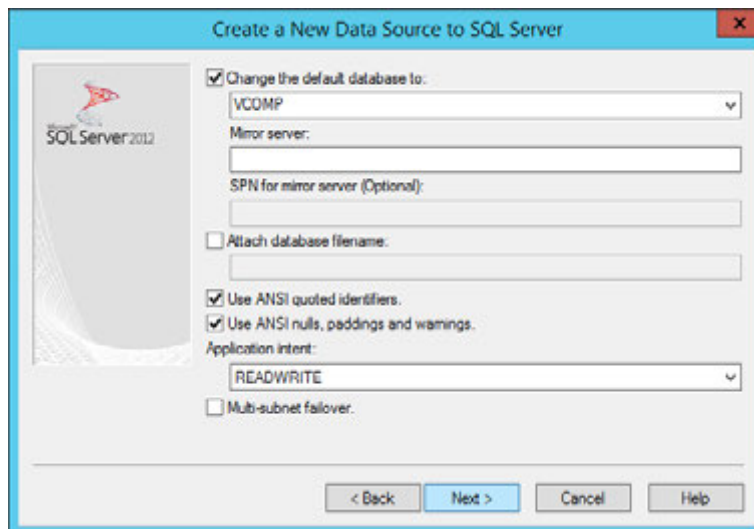 Create a New Data Source to SQL Server
x
Microsoft
SQL Server 2012
Change the default database to:
VCOMP
Mirror server:
SPN for mirror server (Optional):
Attach database filename:
Use ANSI quoted identifiers.
Use ANSI nulls, paddings and warnings.
Application intent:
READWRITE
Multi-subnet failover.
< Back
Next >
Cancel
Help